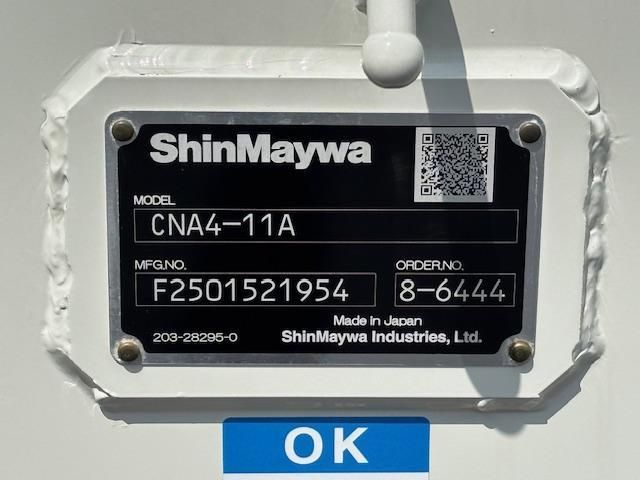 ShinMaywa
MODEL
CNA4-11A
MFG.NO. ORDER.NO.
F2501521954 8-6444
Made in Japan
203-28295-0 ShinMaywa Industries, Ltd.
OK